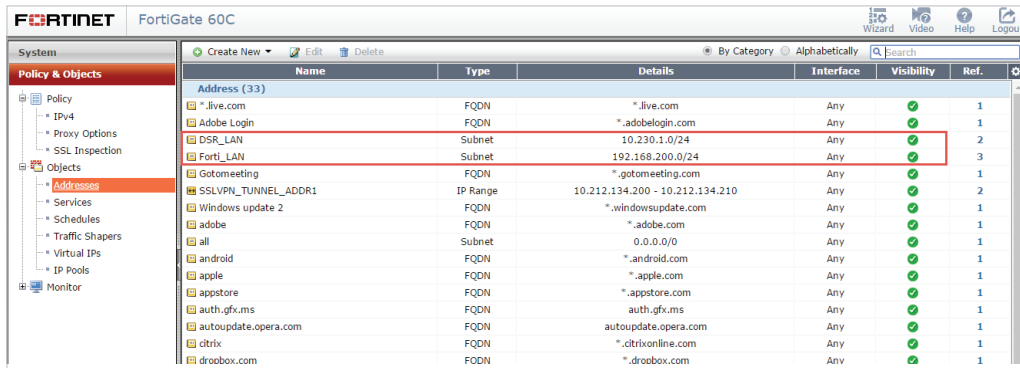 FORTINET FortiGate 60C Wizard Video Help Logou
System
Policy & Objects
Policy
IPv4
Proxy Options
SSL Inspection
Objects
Addresses
Services
Schedules
Traffic Shapers
Virtual IPs
IP Pools
Monitor
Create New Edit Delete By Category Alphabetically Search
Name Type Details Interface Visibility Ref.
Address (33)
*.live.com FQDN *.live.com Any 1
Adobe Login FQDN *.adobelogin.com Any 1
DSR_LAN Subnet 10.230.1.0/24 Any 2
Forti_LAN Subnet 192.168.200.0/24 Any 3
Gotomeeting FQDN *.gotomeeting.com Any 1
SSLVPN_TUNNEL_ADDR1 IP Range 10.212.134.200 - 10.212.134.210 Any 2
Windows update 2 FQDN *.windowsupdate.com Any 1
adobe FQDN *.adobe.com Any 1
all Subnet 0.0.0.0/0 Any 1
android FQDN *.android.com Any 1
apple FQDN *.apple.com Any 1
appstore FQDN *.appstore.com Any 1
auth.gfx.ms FQDN auth.gfx.ms Any 1
autoupdate.opera.com FQDN autoupdate.opera.com Any 1
citrix FQDN *.citrixonline.com Any 1
dropbox.com FQDN *.dropbox.com Any 1